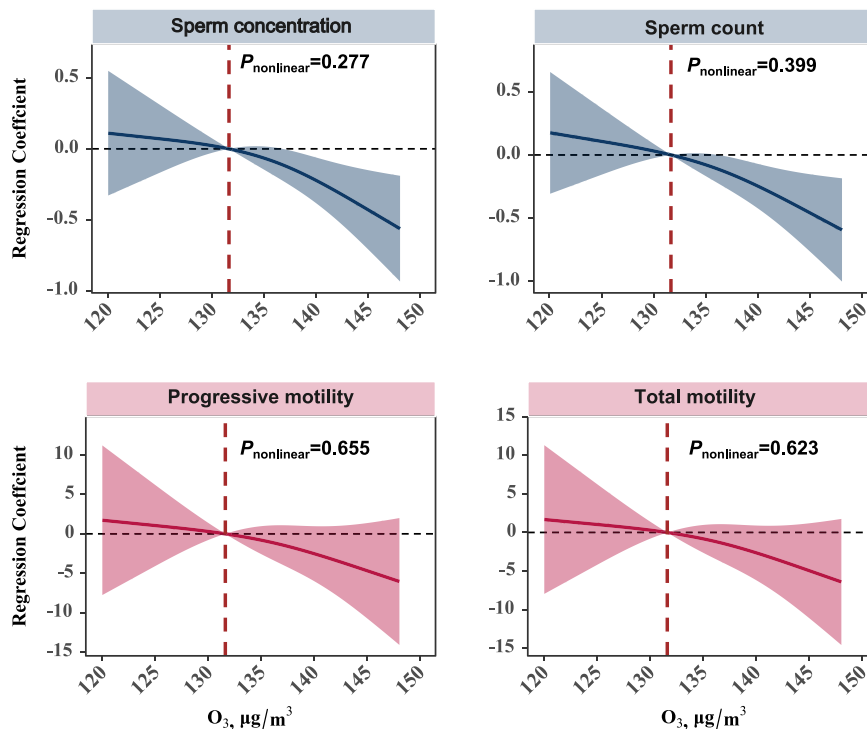 Sperm concentration
Sperm count
P nonlinear=0.277
P nonlinear=0.399
Regression Coeffcient
0.5
0.0
-0.5
-1.0
0.5
0.0
-0.5
-1.0
120 125 130 135 140 145 150
120 125 130 135 140 145 150
Progressive motility
Total motility
P nonlinear=0.655
P nonlinear=0.623
Regression Coeffcient
10
5
0
-5
-10
-15
15
10
5
0
-5
-10
-15
120 125 130 135 140 145 150
120 125 130 135 140 145 150
O₃, μg/m³
O₃, μg/m³